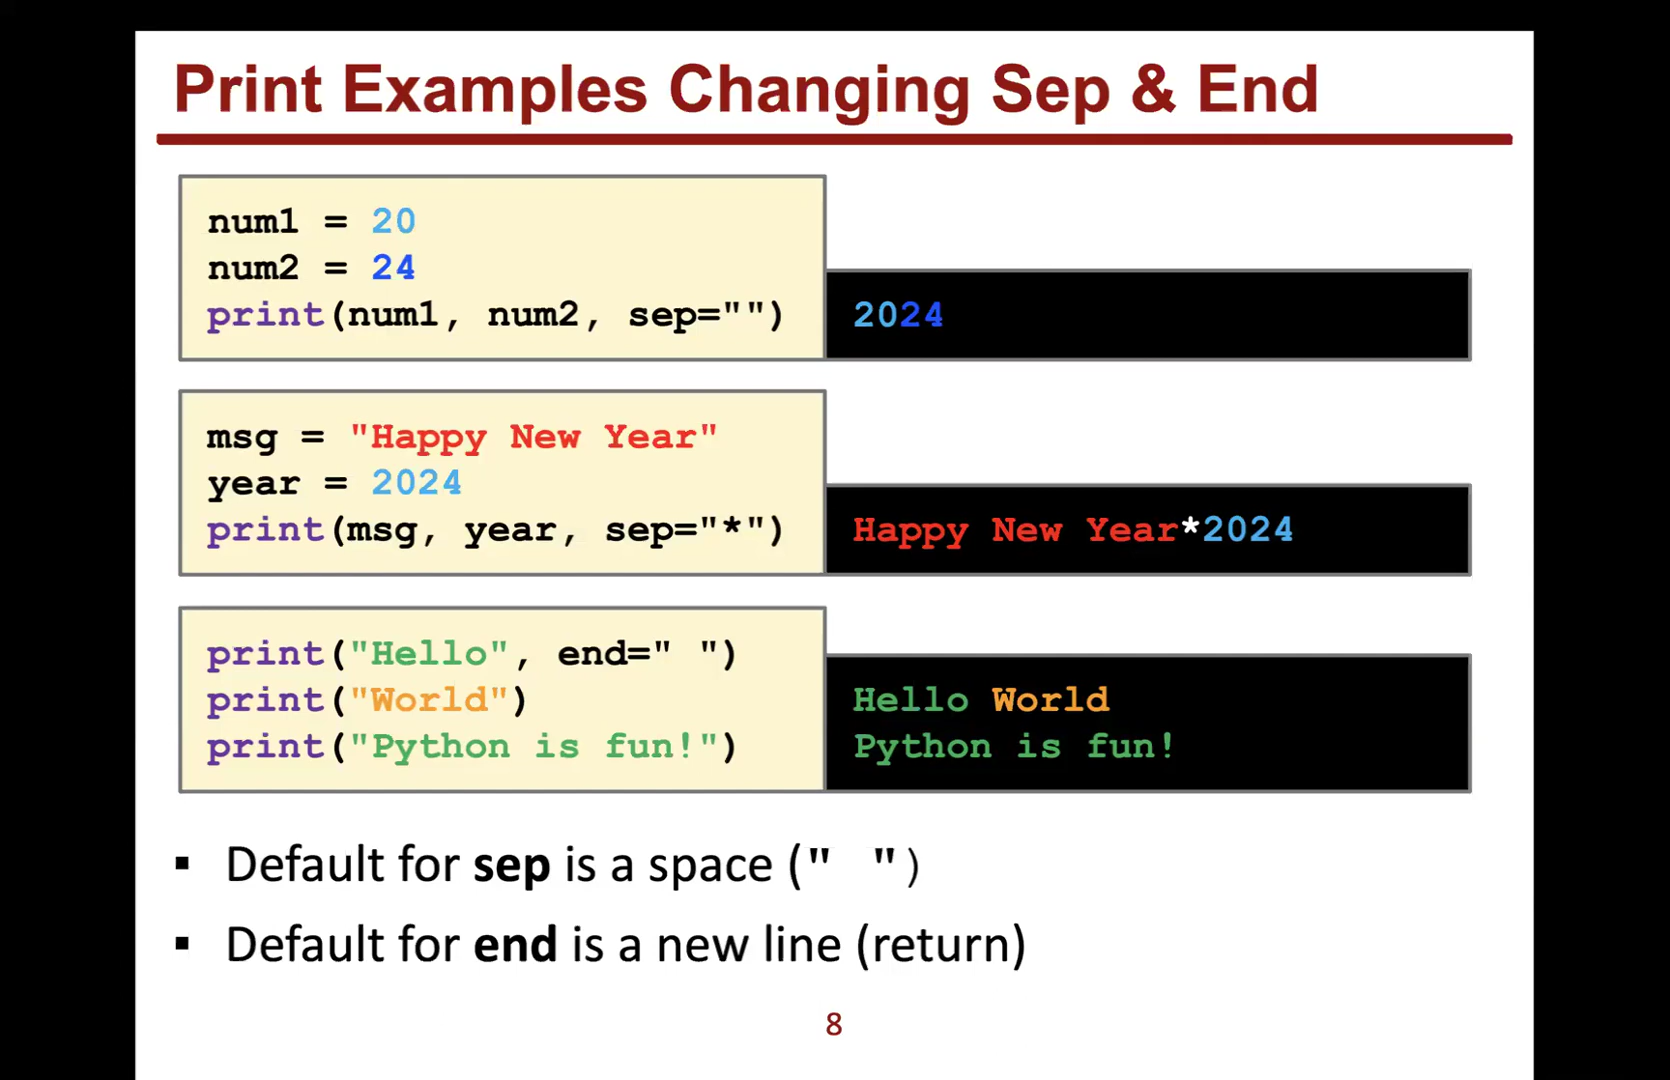 Print Examples Changing Sep & End
num1 = 20
num2 = 24
print(num1, num2, sep="")
2024
msg = "Happy New Year"
year = 2024
print(msg, year, sep="*")
Happy New Year*2024
print("Hello", end=" ")
print("World")
print("Python is fun!")
Hello World
Python is fun!
▪ Default for sep is a space (" ")
▪ Default for end is a new line (return)
8